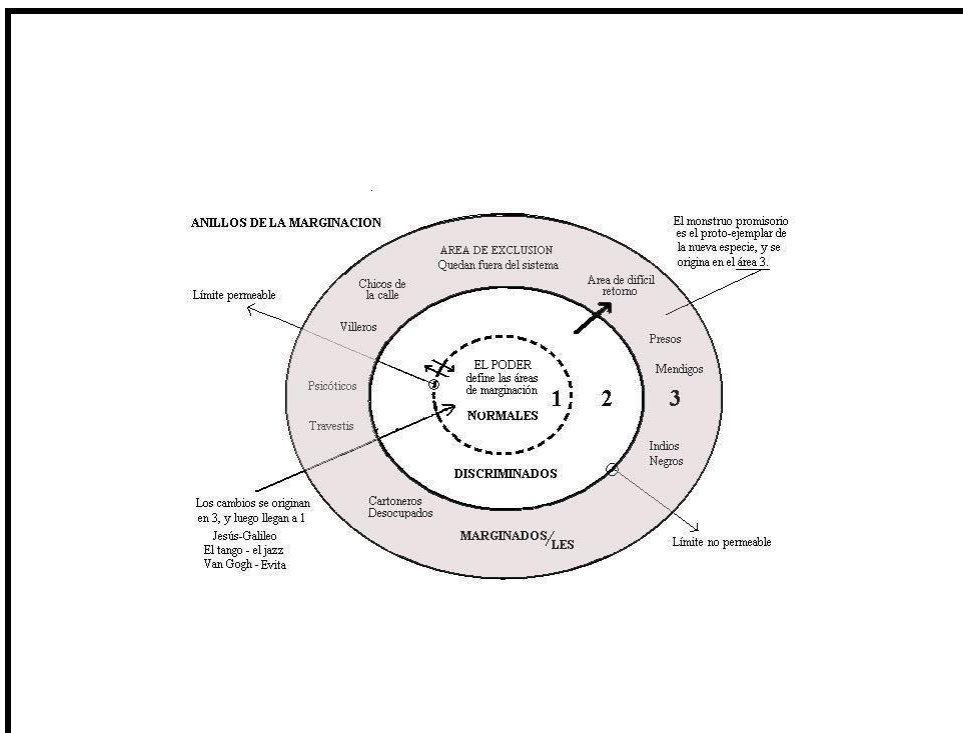 ANILLOS DE LA MARGINACION
El monstruo promisorio
es el proto-ejemplar de
la nueva especie, y se
origina en el área 3.
AREA DE EXCLUSION
Quedan fuera del sistema
Area de difícil
retorno
Chicos de
la calle
Límite permeable
Villeros
Presos
Mendigos
EL PODER
define las áreas
de marginación
NORMALES
1
2
3
Psicóticos
Travestis
Indios
Negros
DISCRIMINADOS
Cartoneros
Desocupados
MARGINADOS/LES
Límite no permeable
Los cambios se originan
en 3, y luego llegan a 1
Jesús-Galileo
El tango - el jazz
Van Gogh - Evita